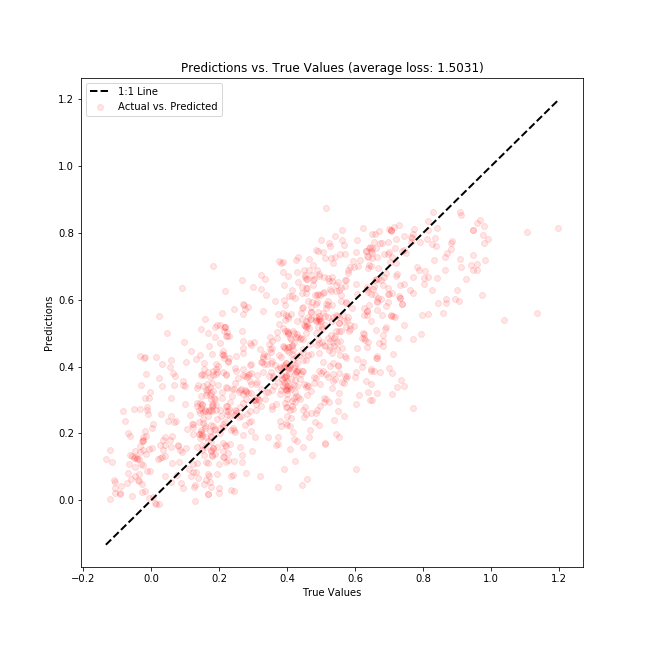 Predictions vs. True Values (average loss: 1.5031)
1:1 Line
Actual vs. Predicted
1.2
1.0
0.8
0.6
0.4
0.2
0.0
Predictions
−0.2 0.0 0.2 0.4 0.6 0.8 1.0 1.2
True Values